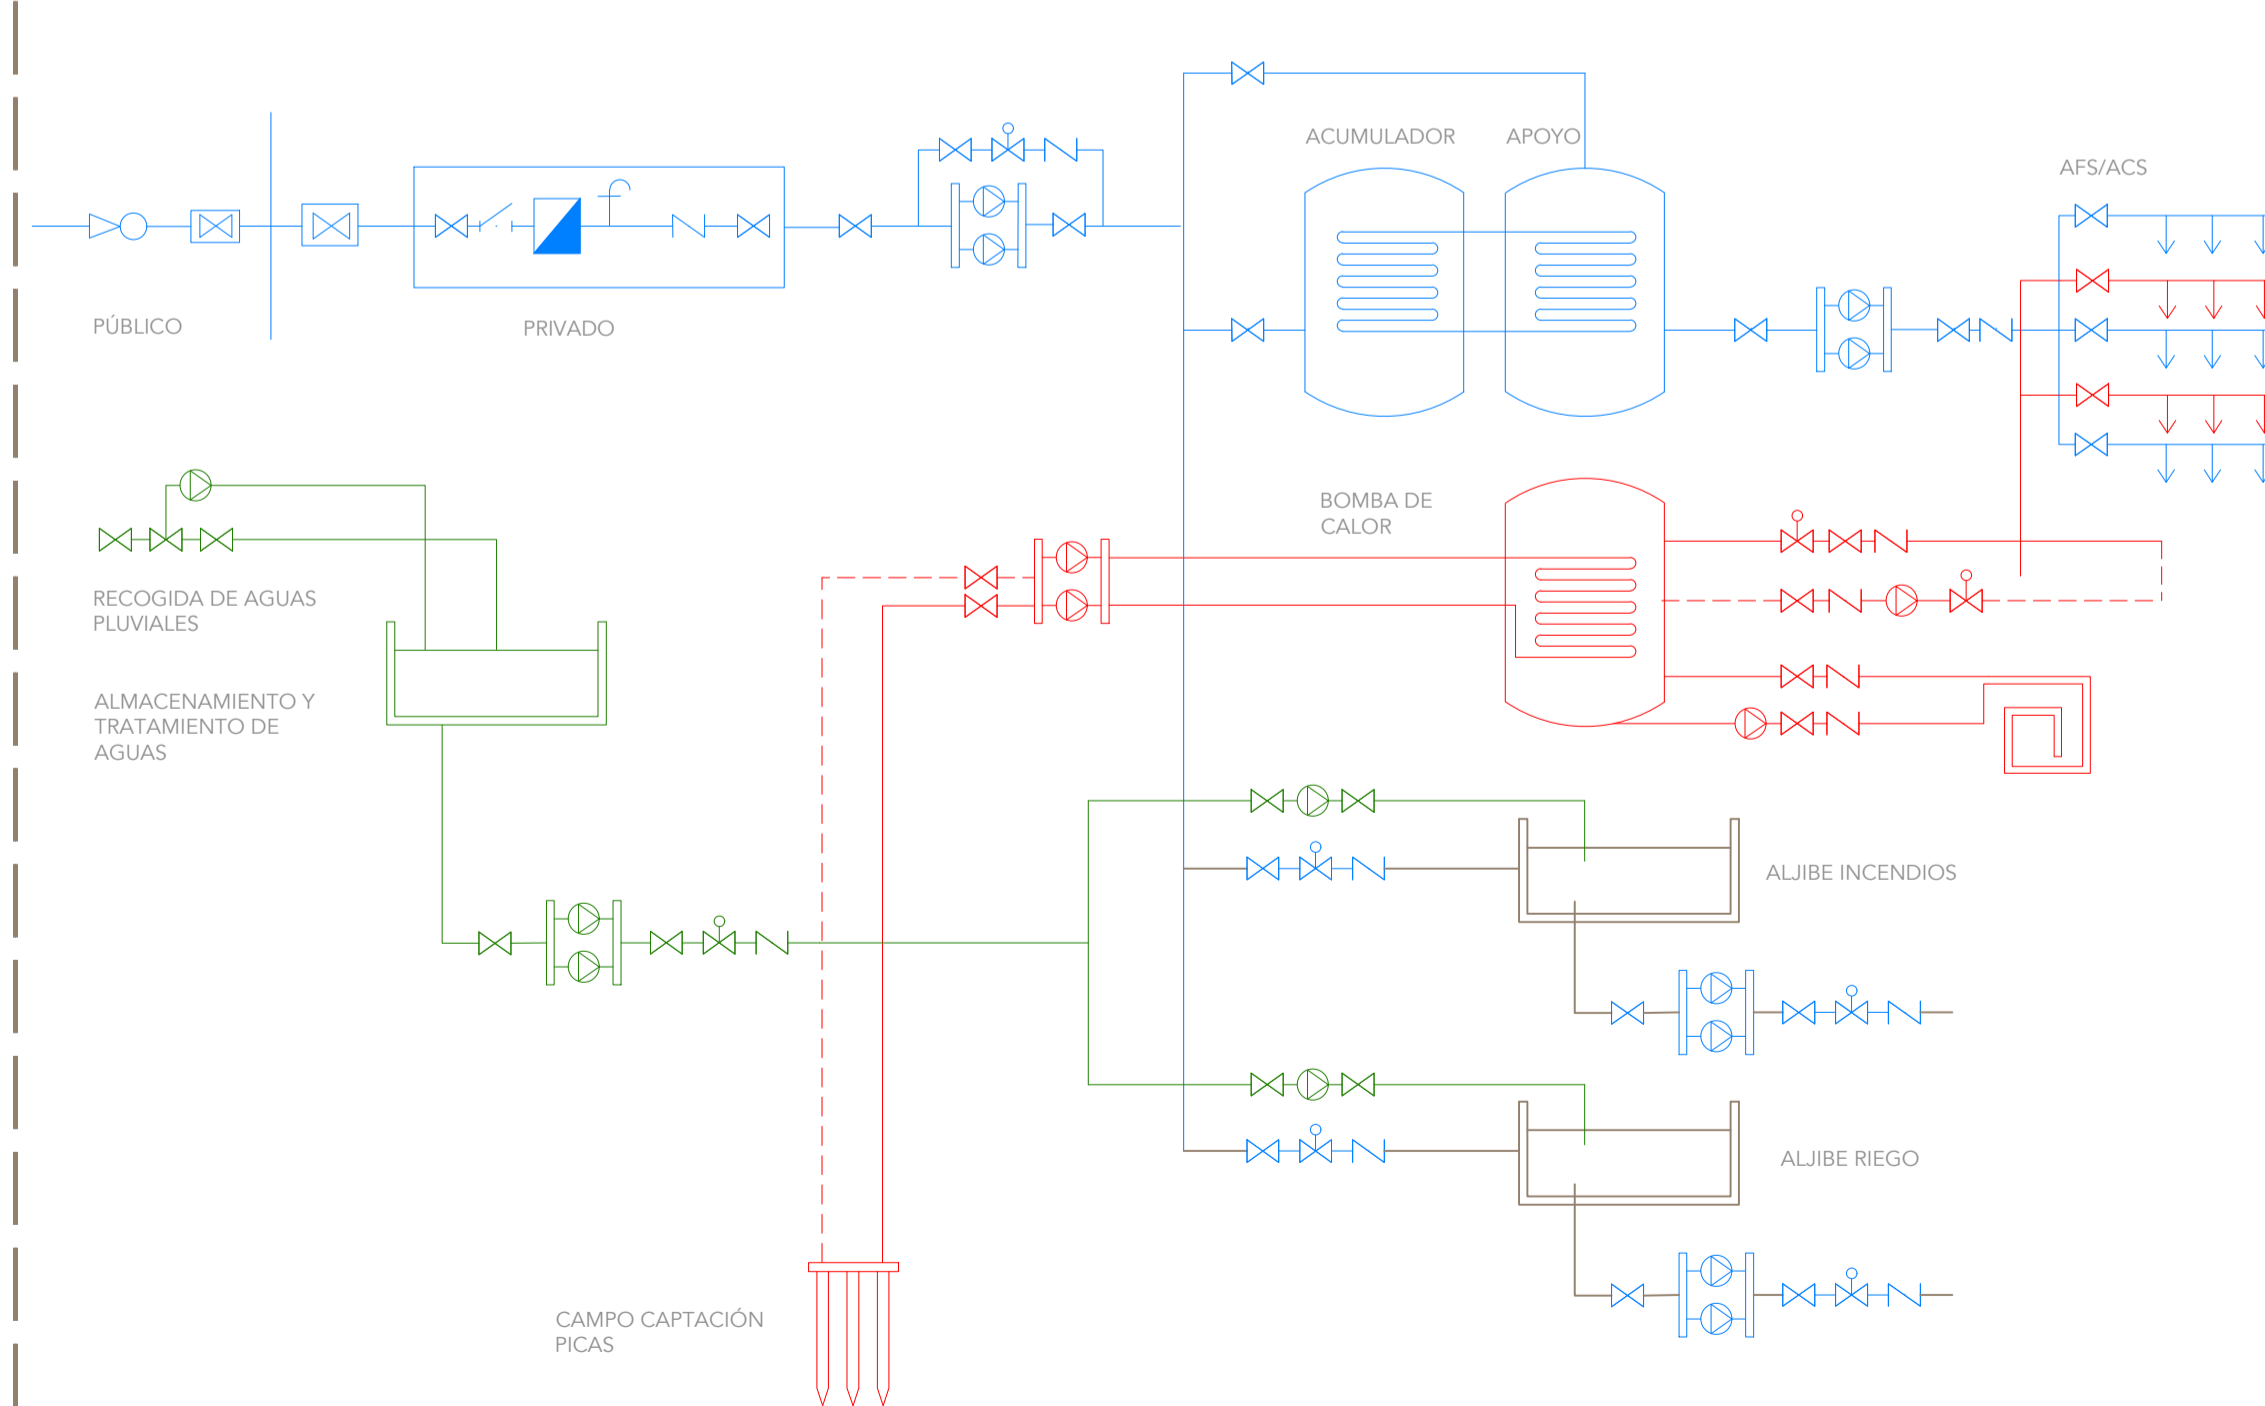 ACUMULADOR
APOYO
AFS/ACS
PÚBLICO
PRIVADO
BOMBA DE
CALOR
RECOGIDA DE AGUAS
PLUVIALES
ALMACENAMIENTO Y
TRATAMIENTO DE
AGUAS
ALJIBE INCENDIOS
ALJIBE RIEGO
CAMPO CAPTACIÓN
PICAS